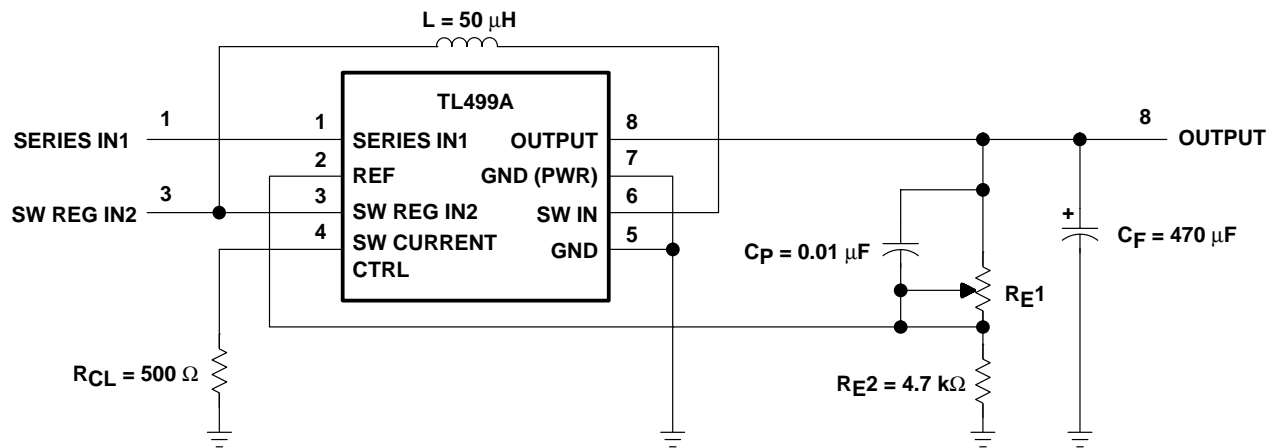 L = 50 μH
TL499A
SERIES IN1
1
1
SERIES IN1
OUTPUT
8
8
OUTPUT
2
REF
GND (PWR)
7
SW REG IN2
3
3
SW REG IN2
SW IN
6
4
SW CURRENT
CTRL
GND
5
CP = 0.01 μF
+
CF = 470 μF
RE1
RCL = 500 Ω
RE2 = 4.7 kΩ